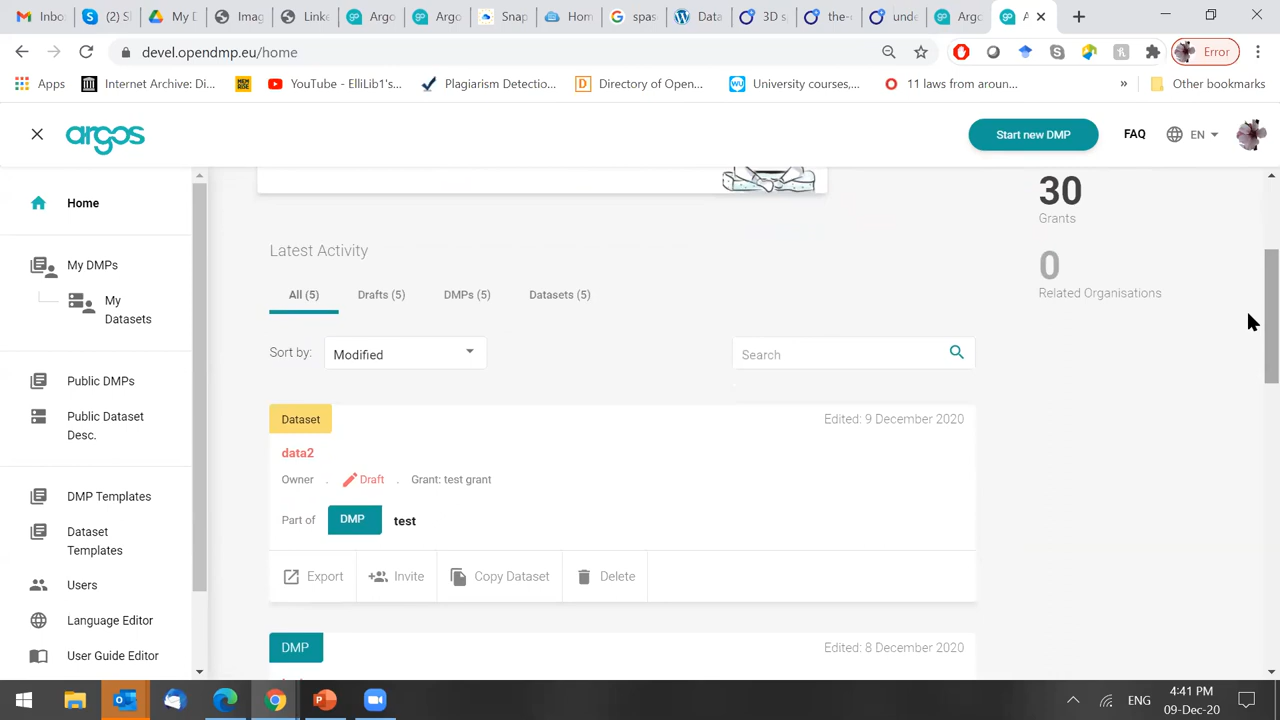 Inbo
(2) S
My D
Imag
Linke
Argo
Argo
Snap
Hom
spas
Data
3D s
the-
und
Argo
A
devel.opendmp.eu/home
Error
Apps
Internet Archive: Di...
YouTube - ElliLib1'...
Plagiarism Detectio...
Directory of Open...
University courses,...
11 laws from aroun...
»
Other bookmarks
argos
Start new DMP
FAQ
EN
Home
My DMPs
My
Datasets
Public DMPs
Public Dataset
Desc.
DMP Templates
Dataset
Templates
Users
Language Editor
User Guide Editor
30
Grants
0
Related Organisations
Latest Activity
All (5)
Drafts (5)
DMPs (5)
Datasets (5)
Sort by:
Modified
Search
Dataset
Edited: 9 December 2020
data2
Owner . Draft . Grant: test grant
Part of DMP test
Export
Invite
Copy Dataset
Delete
DMP
Edited: 8 December 2020
ENG
4:41 PM
09-Dec-20